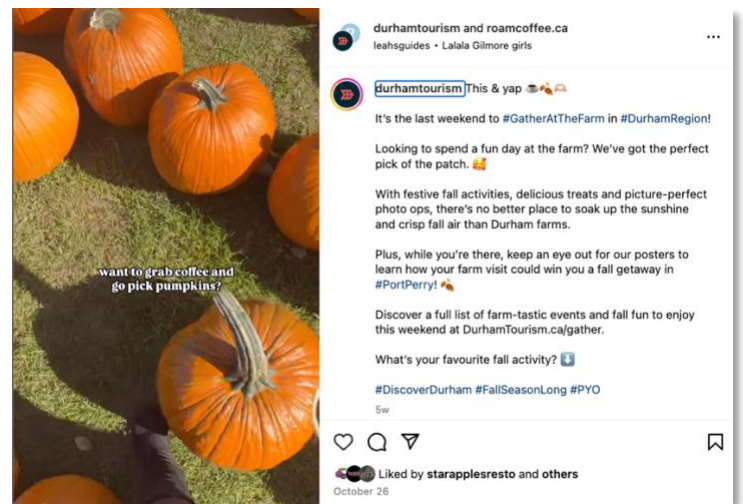 durhamtourism and roamcoffee.ca
leahsguides • Lalala Gilmore girls
durhamtourism This & yap ☕🍂🫶🏻
It's the last weekend to #GatherAtTheFarm in #DurhamRegion!
Looking to spend a fun day at the farm? We've got the perfect
pick of the patch. 🥰
With festive fall activities, delicious treats and picture-perfect
photo ops, there's no better place to soak up the sunshine
and crisp fall air than Durham farms.
Plus, while you're there, keep an eye out for our posters to
learn how your farm visit could win you a fall getaway in
#PortPerry! 🍂
Discover a full list of farm-tastic events and fall fun to enjoy
this weekend at DurhamTourism.ca/gather.
What's your favourite fall activity? ⬇️
#DiscoverDurham #FallSeasonLong #PYO
5w
want to grab coffee and
go pick pumpkins?
Liked by starapplesresto and others
October 26